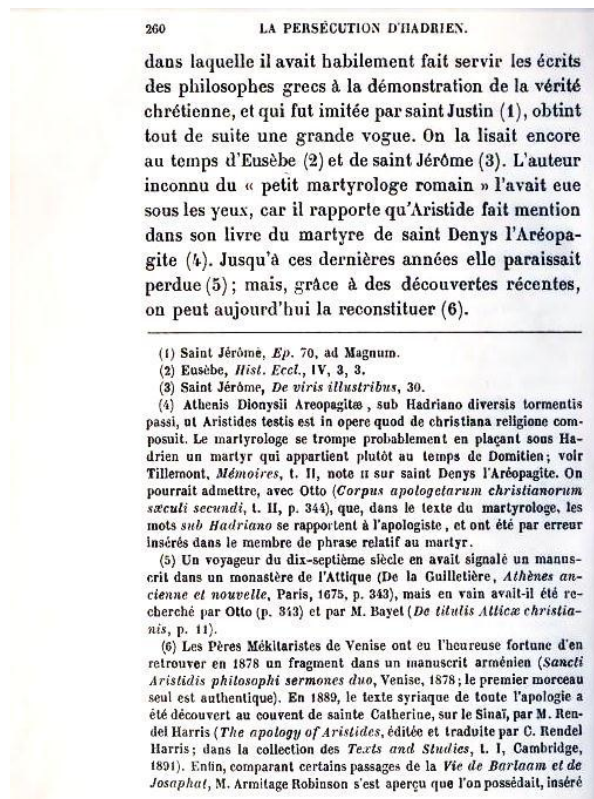 260 LA PERSÉCUTION D'HADRIEN.
dans laquelle il avait habilement fait servir les écrits
des philosophes grecs à la démonstration de la vérité
chrétienne, et qui fut imitée par saint Justin (1), obtint
tout de suite une grande vogue. On la lisait encore
au temps d'Eusèbe (2) et de saint Jérôme (3). L'auteur
inconnu du « petit martyrologe romain » l'avait eue
sous les yeux, car il rapporte qu'Aristide fait mention
dans son livre du martyre de saint Denys l'Aréopa-
gite (4). Jusqu'à ces dernières années elle paraissait
perdue (5) ; mais, grâce à des découvertes récentes,
on peut aujourd'hui la reconstituer (6).
(1) Saint Jérôme, Ep. 70, ad Magnum.
(2) Eusèbe, Hist. Eccl., IV, 3, 3.
(3) Saint Jérôme, De viris illustribus, 30.
(4) Athenis Dionysii Areopagitæ, sub Hadriano diversis tormentis
passi, ut Aristides testis est in opere quod de christiana religione com-
posuit. Le martyrologe se trompe probablement en plaçant sous Ha-
drien un martyr qui appartient plutôt au temps de Domitien ; voir
Tillemont, Mémoires, t. II, note II sur saint Denys l'Aréopagite. On
pourrait admettre, avec Otto (Corpus apologetarum christianorum
sæculi secundi, t. II, p. 344), que, dans le texte du martyrologe, les
mots sub Hadriano se rapportent à l'apologiste, et ont été par erreur
insérés dans le membre de phrase relatif au martyr.
(5) Un voyageur du dix-septième siècle en avait signalé un manus-
crit dans un monastère de l'Attique (De la Guilletière, Athènes an-
cienne et nouvelle, Paris, 1675, p. 343), mais en vain avait-il été re-
cherché par Otto (p. 343) et par M. Bayet (De titulis Atticæ christia-
nis, p. 11).
(6) Les Pères Mékitaristes de Venise ont eu l'heureuse fortune d'en
retrouver en 1878 un fragment dans un manuscrit arménien (Sancti
Aristidis philosophi sermones duo, Venise, 1878 ; le premier morceau
seul est authentique). En 1889, le texte syriaque de toute l'apologie a
été découvert au couvent de sainte Catherine, sur le Sinaï, par M. Ren-
del Harris (The apology of Aristides, éditée et traduite par C. Rendel
Harris ; dans la collection des Texts and Studies, t. I, Cambridge,
1891). Enfin, comparant certains passages de la Vie de Barlaam et de
Josaphat, M. Armitage Robinson s'est aperçu que l'on possédait, inséré